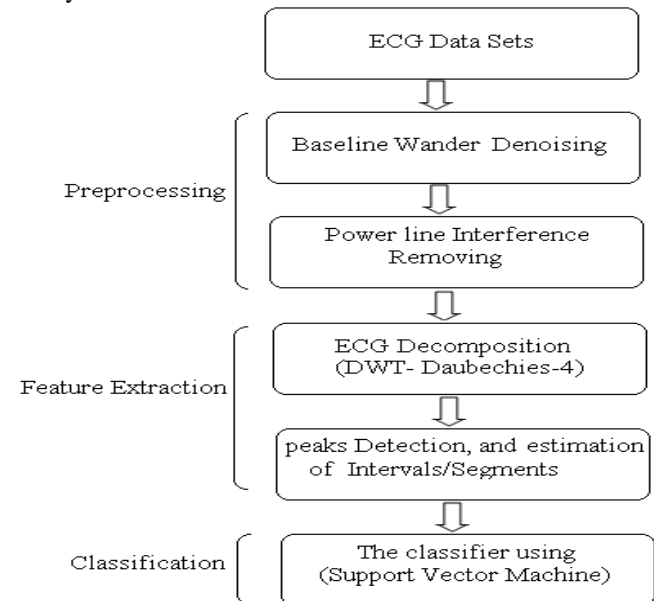 ECG Data Sets
Baseline Wander Denoising
Preprocessing
Power line Interference
Removing
ECG Decomposition
(DWT- Daubechies-4)
Feature Extraction
peaks Detection, and estimation
of Intervals/Segments
The classifier using
(Support Vector Machine)
Classification